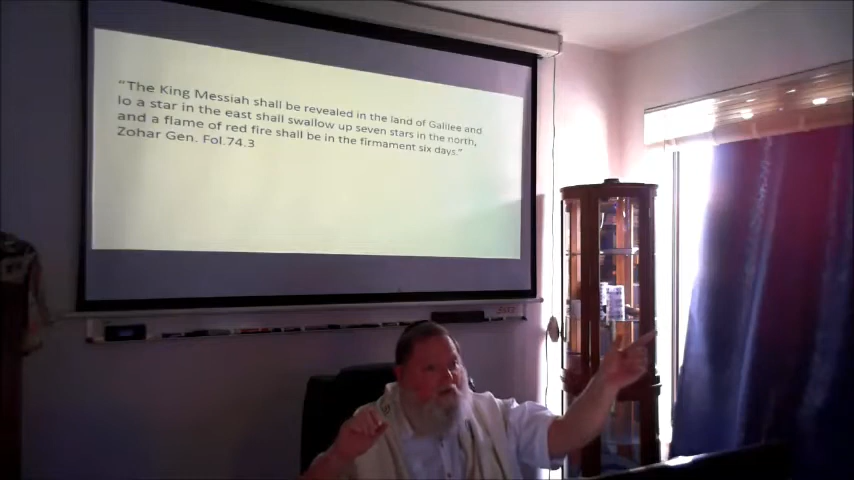 “The King Messiah shall be revealed in the land of Galilee and
lo a star in the east shall swallow up seven stars in the north,
and a flame of red fire shall be in the firmament six days.”
Zohar Gen. Fol.74.3